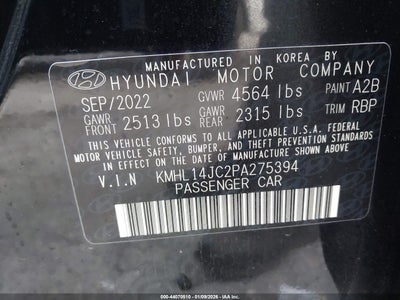 MANUFACTURED IN KOREA BY
HYUNDAI MOTOR COMPANY
SEP/2022 GVWR 4564 lbs PAINT A2B
GAWR FRONT 2513 lbs GAWR REAR 2315 lbs TRIM RBP
THIS VEHICLE CONFORMS TO ALL APPLICABLE U.S.A. FEDERAL
MOTOR VEHICLE SAFETY, BUMPER, AND THEFT PREVENTION STANDARDS
IN EFFECT ON THE DATE OF MANUFACTURE SHOWN ABOVE.
V.I.N KMHL14JC2PA275394
PASSENGER CAR
000-44070510 - 01/09/2026 - IAA Holdings, LLC